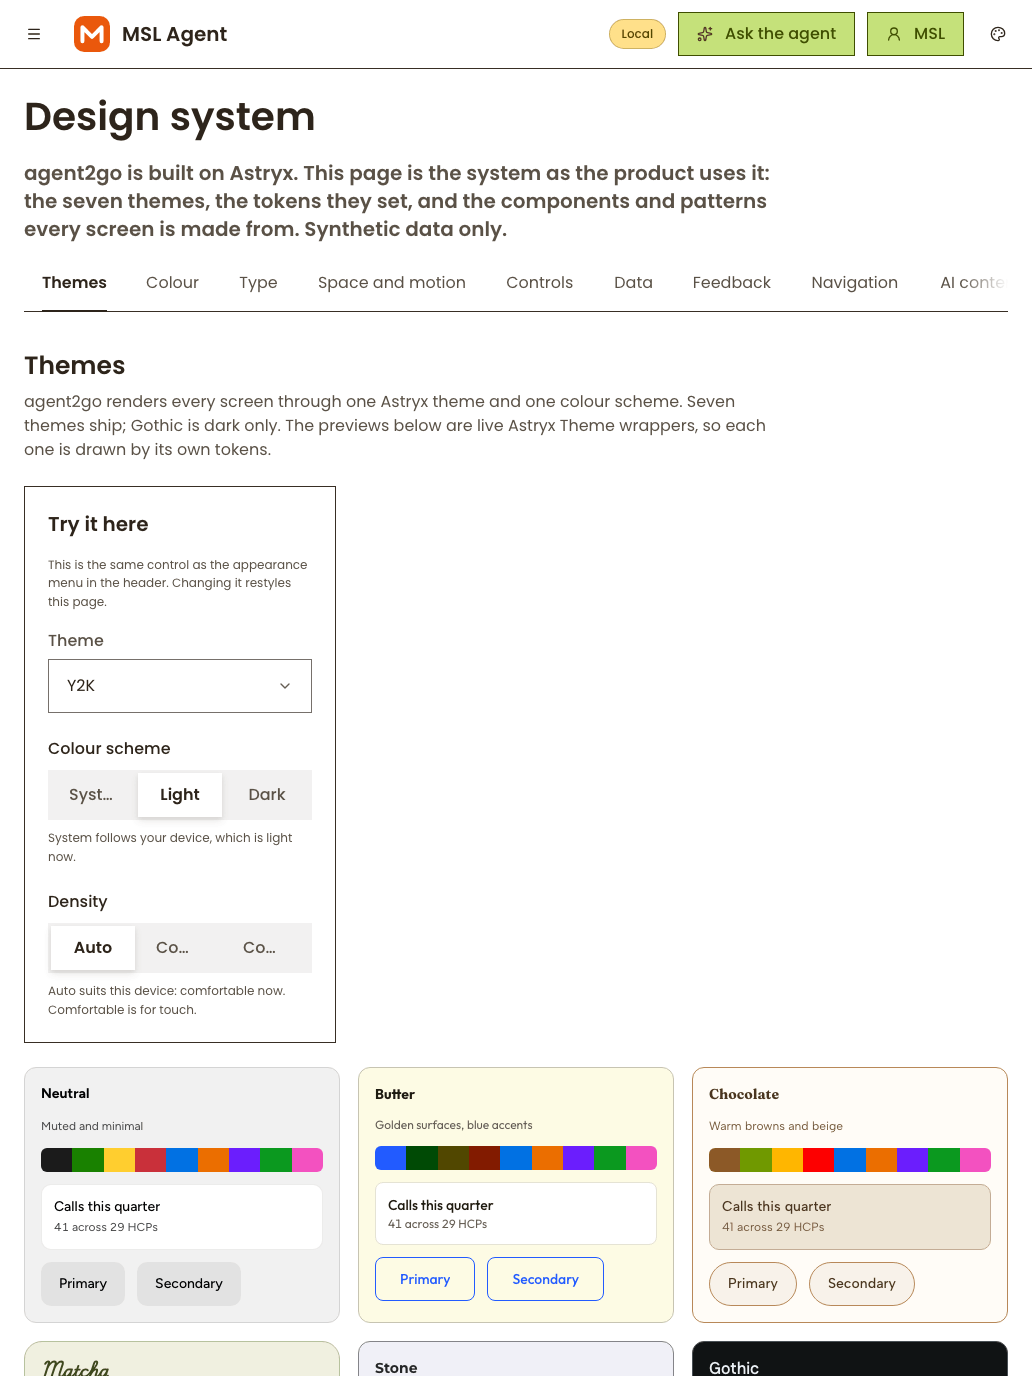 MSL Agent
Local
Ask the agent
MSL
Design system
agent2go is built on Astryx. This page is the system as the product uses it:
the seven themes, the tokens they set, and the components and patterns
every screen is made from. Synthetic data only.
Themes Colour Type Space and motion Controls Data Feedback Navigation AI conte
Themes
agent2go renders every screen through one Astryx theme and one colour scheme. Seven
themes ship; Gothic is dark only. The previews below are live Astryx Theme wrappers, so each
one is drawn by its own tokens.
Try it here
This is the same control as the appearance
menu in the header. Changing it restyles
this page.
Theme
Y2K
Colour scheme
Syst... Light Dark
System follows your device, which is light
now.
Density
Auto Co... Co...
Auto suits this device: comfortable now.
Comfortable is for touch.
Neutral
Muted and minimal
Calls this quarter
41 across 29 HCPs
Primary Secondary
Butter
Golden surfaces, blue accents
Calls this quarter
41 across 29 HCPs
Primary Secondary
Chocolate
Warm browns and beige
Calls this quarter
41 across 29 HCPs
Primary Secondary
Matcha
Stone
Gothic